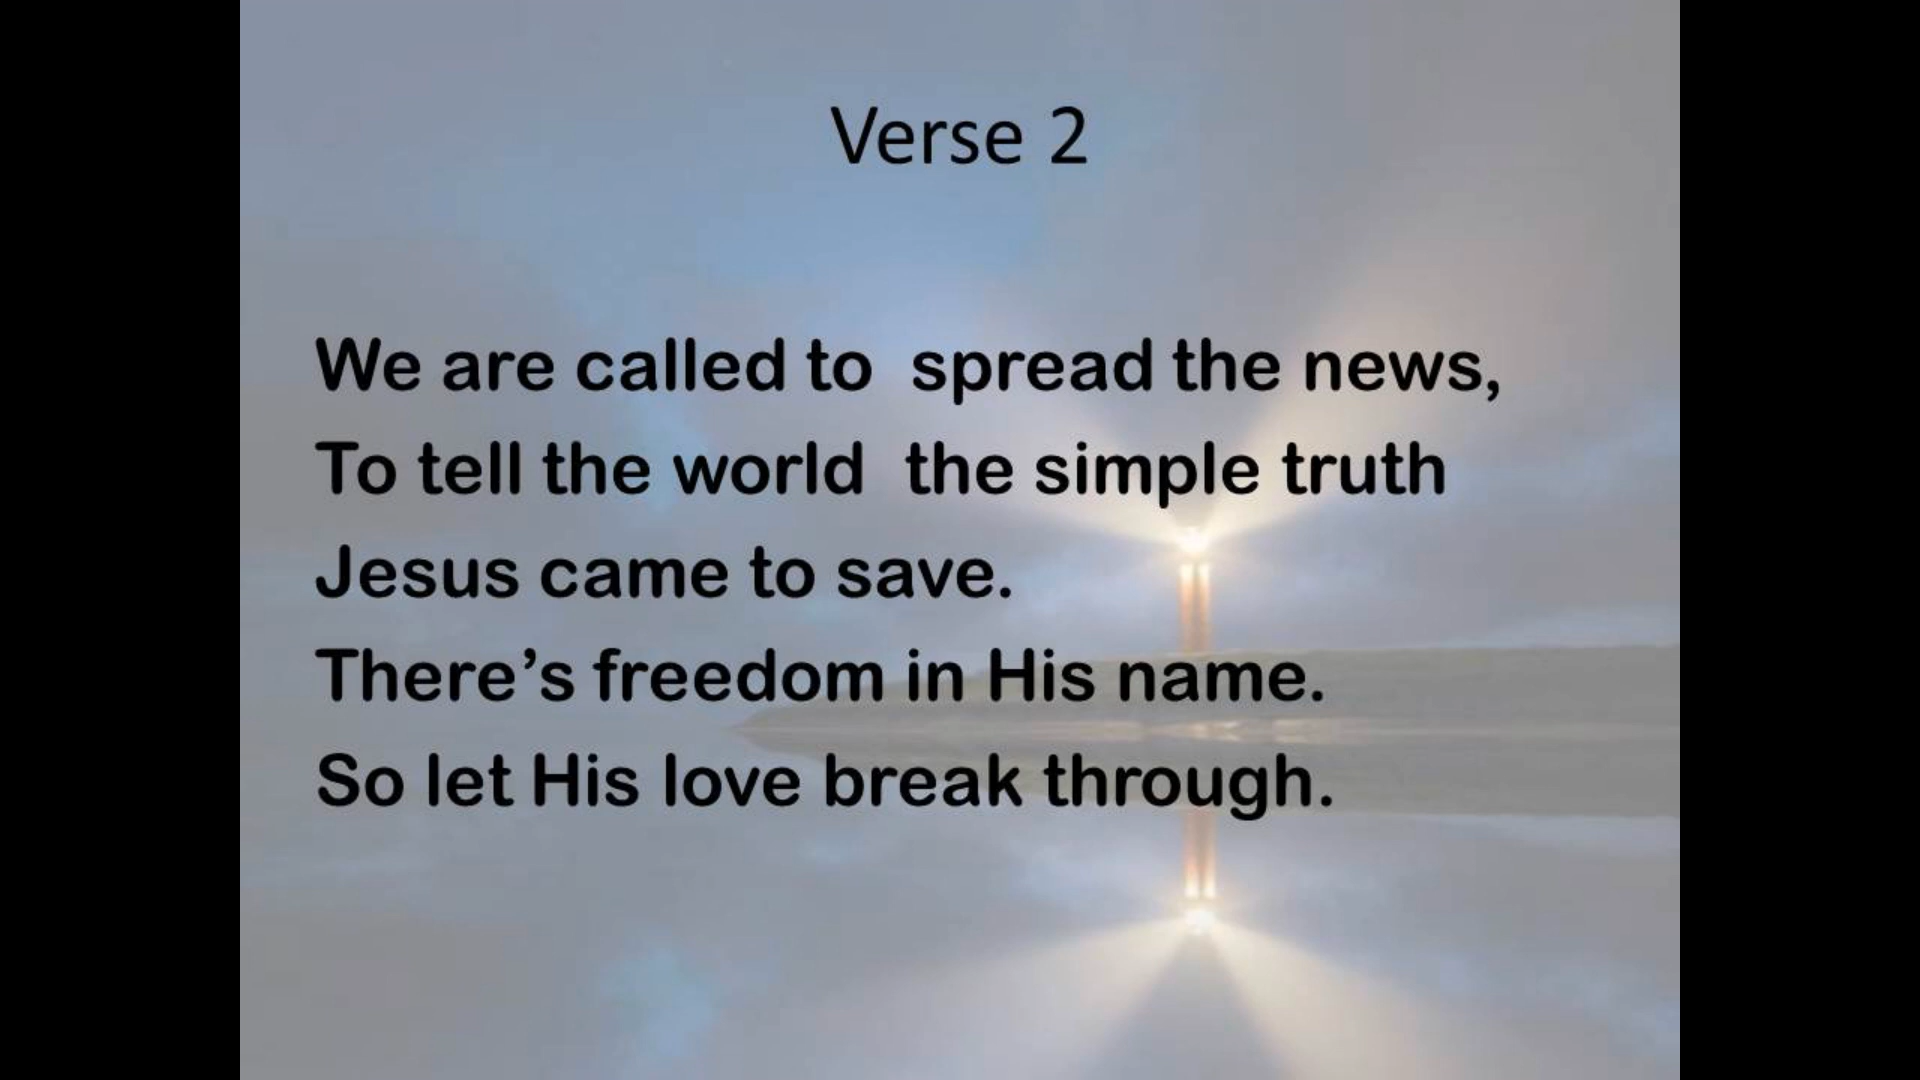 Verse 2
We are called to  spread the news,
To tell the world  the simple truth
Jesus came to save.
There’s freedom in His name.
So let His love break through.